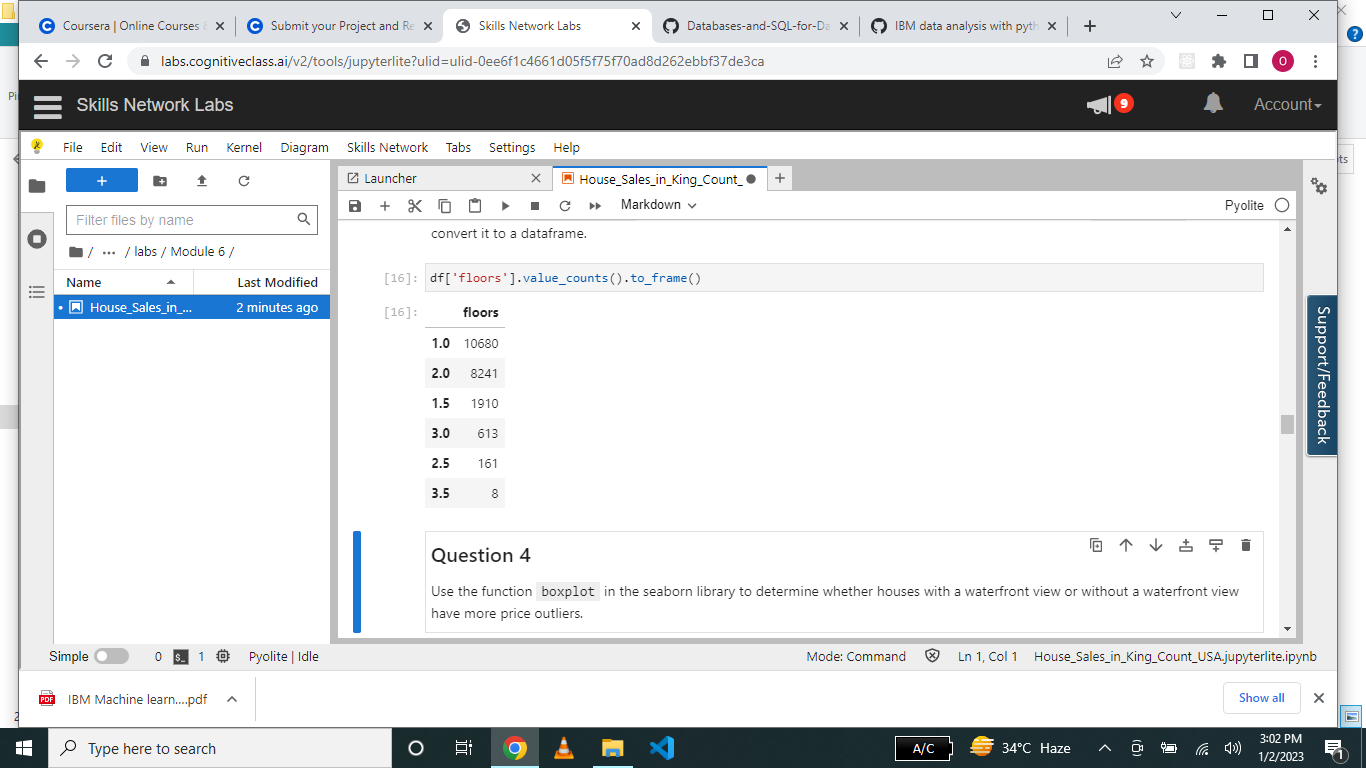 Coursera | Online Courses &
Submit your Project and Re
Skills Network Labs
Databases-and-SQL-for-Da
IBM data analysis with pyth
labs.cognitiveclass.ai/v2/tools/jupyterlite?ulid=ulid-0ee6f1c4661d05f5f75f70ad8d262ebbf37de3ca
O
Skills Network Labs
9
Account
File Edit View Run Kernel Diagram Skills Network Tabs Settings Help
Launcher
House_Sales_in_King_Count_
Filter files by name
Markdown
Pyolite
/ ... / labs / Module 6 /
Name
Last Modified
House_Sales_in_...
2 minutes ago
convert it to a dataframe.
[16]: df['floors'].value_counts().to_frame()
[16]: floors
1.0 10680
2.0 8241
1.5 1910
3.0 613
2.5 161
3.5 8
Question 4
Use the function boxplot in the seaborn library to determine whether houses with a waterfront view or without a waterfront view
have more price outliers.
Support/Feedback
Simple 0 1 Pyolite | Idle
Mode: Command
Ln 1, Col 1
House_Sales_in_King_Count_USA.jupyterlite.ipynb
PDF
IBM Machine learn....pdf
Show all
Type here to search
A/C
34°C Haze
3:02 PM
1/2/2023
1